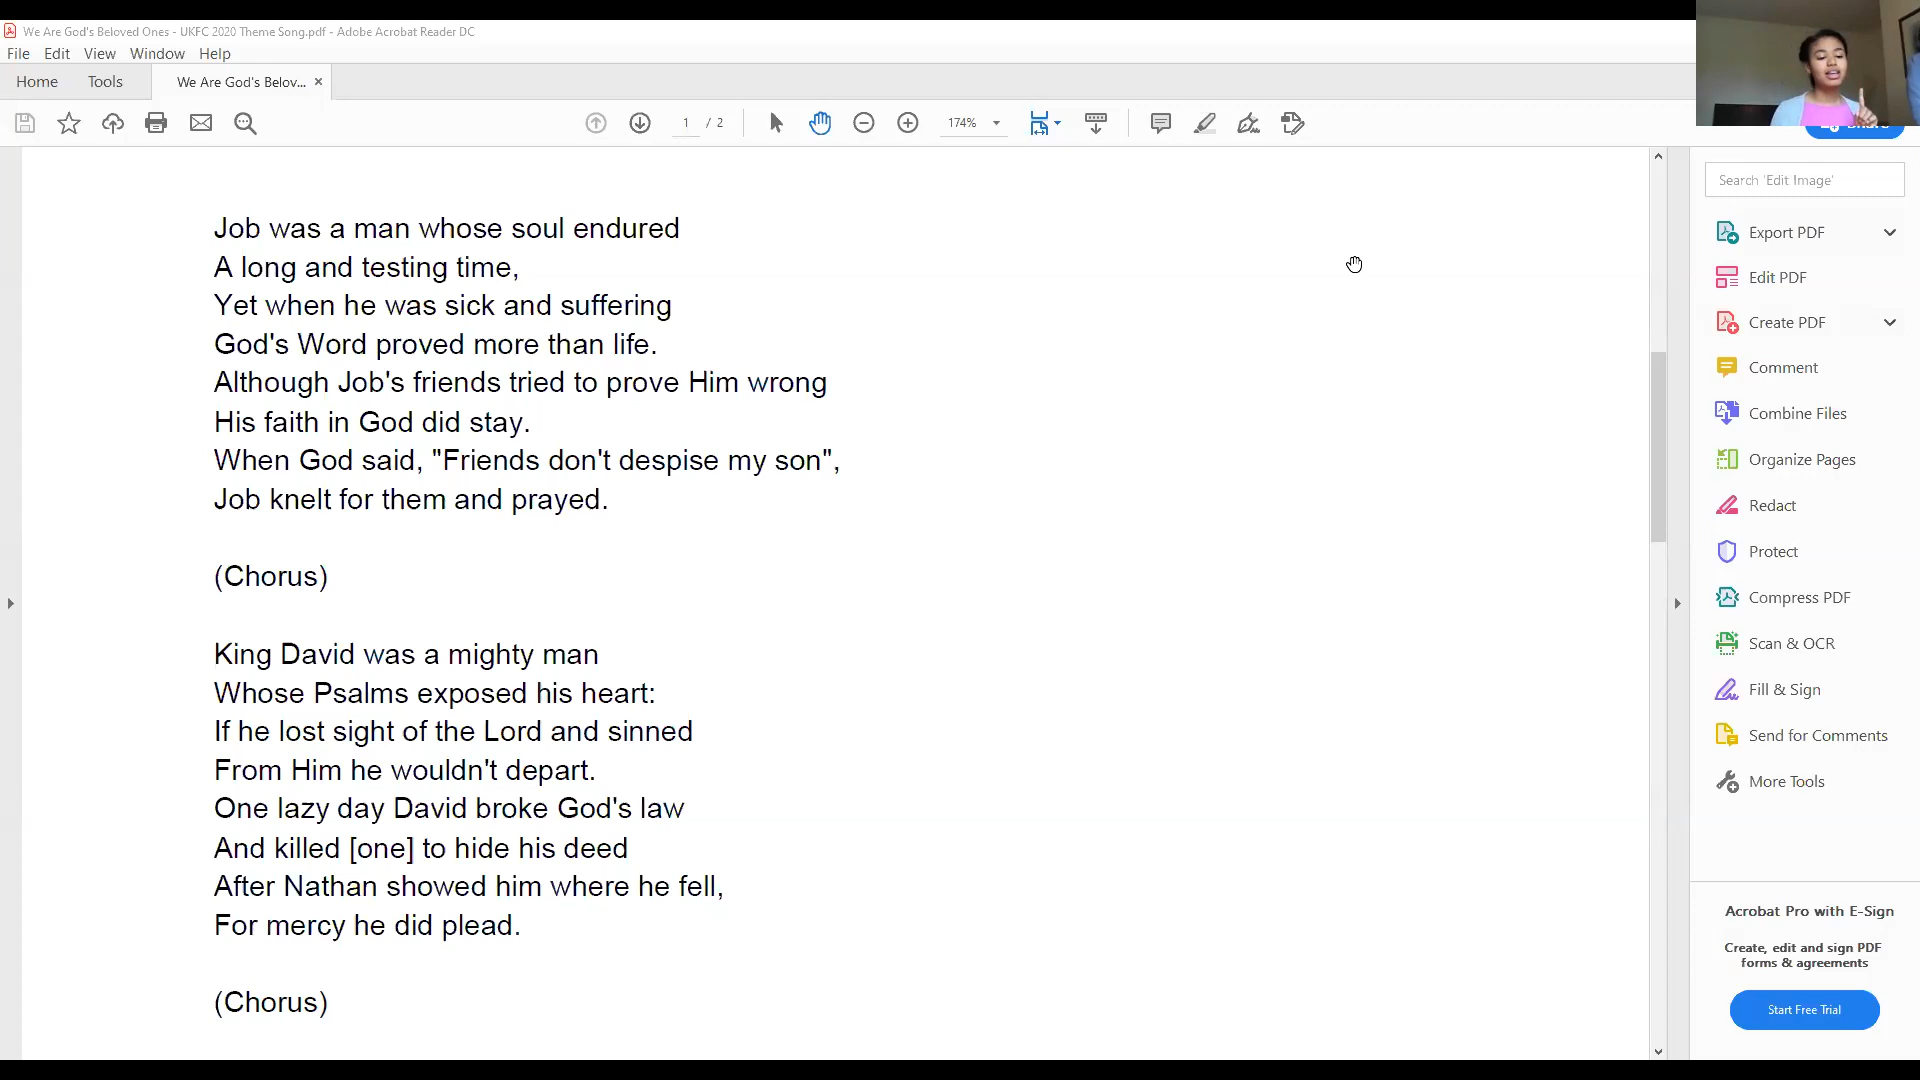 We Are God's Beloved Ones - UKFC 2020 Theme Song.pdf - Adobe Acrobat Reader DC
File Edit View Window Help
Home Tools We Are God's Belov... ×
1 / 2 174%
Share
Search 'Edit Image'
Export PDF
Edit PDF
Create PDF
Comment
Combine Files
Organize Pages
Redact
Protect
Compress PDF
Scan & OCR
Fill & Sign
Send for Comments
More Tools
Acrobat Pro with E-Sign
Create, edit and sign PDF
forms & agreements
Start Free Trial
Job was a man whose soul endured
A long and testing time,
Yet when he was sick and suffering
God's Word proved more than life.
Although Job's friends tried to prove Him wrong
His faith in God did stay.
When God said, "Friends don't despise my son",
Job knelt for them and prayed.
(Chorus)
King David was a mighty man
Whose Psalms exposed his heart:
If he lost sight of the Lord and sinned
From Him he wouldn't depart.
One lazy day David broke God's law
And killed [one] to hide his deed
After Nathan showed him where he fell,
For mercy he did plead.
(Chorus)